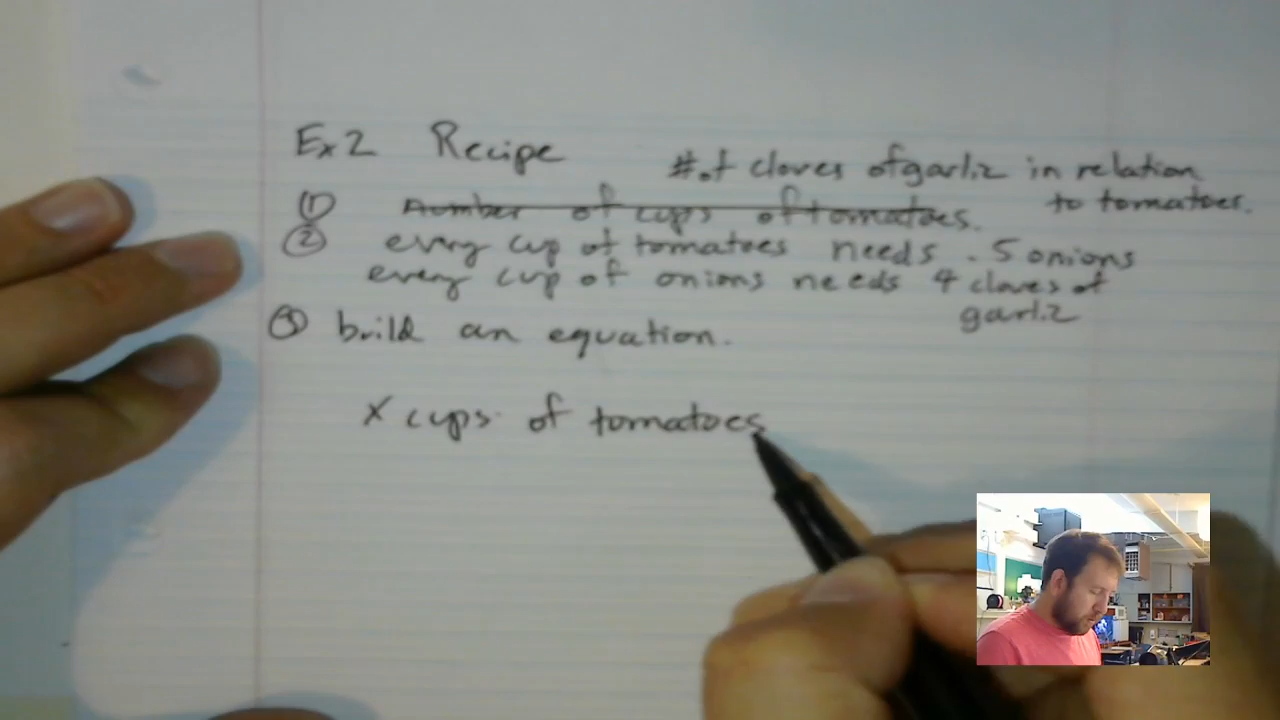 Ex2 Recipe
#of cloves of garlic in relation
to tomatoes.
① Number of cups of tomatoes.
② every cup of tomatoes needs .5 onions
every cup of onions needs 4 cloves of
garlic
③ build an equation.
x cups of tomatoes